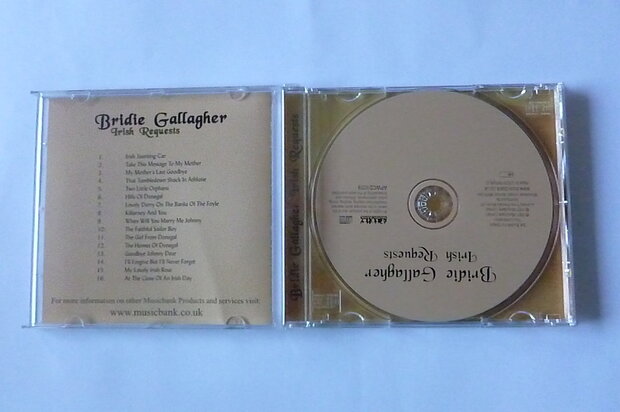 Bridie Gallagher
Irish Requests
1. Irish Jaunting Car
2. Take This Message To My Mother
3. My Mother's Last Goodbye
4. That Tumbledown Shack In Athlone
5. Two Little Orphans
6. Hills Of Donegal
7. Lovely Derry On The Banks Of The Foyle
8. Killarney And You
9. When Will You Marry Me Johnny
10. The Faithful Sailor Boy
11. The Girl From Donegal
12. The Homes Of Donegal
13. Goodbye Johnny Dear
14. I'll Forgive But I'll Never Forget
15. My Lovely Irish Rose
16. At The Close Of An Irish Day
For more information on other Musicbank Products and services visit:
www.musicbank.co.uk
Bridie Gallagher Irish Requests
Bridie Gallagher
Irish Requests